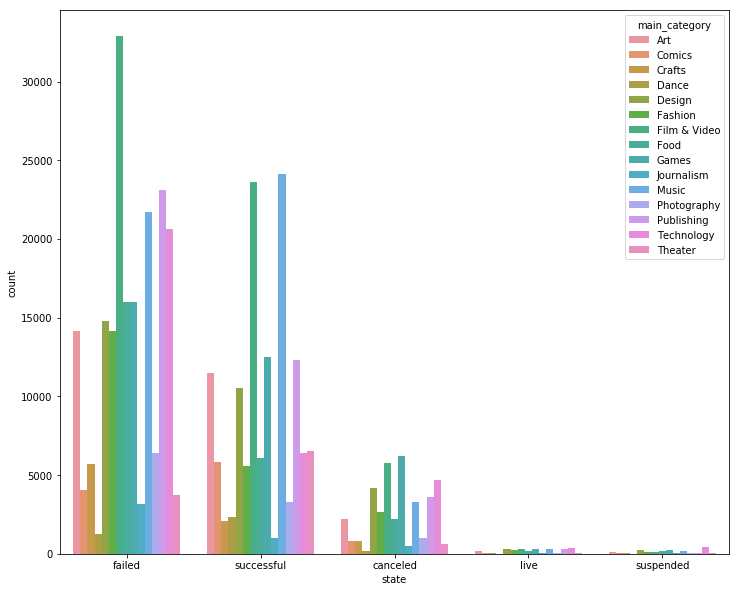 main_category
Art
Comics
Crafts
Dance
Design
Fashion
Film & Video
Food
Games
Journalism
Music
Photography
Publishing
Technology
Theater
30000
25000
20000
15000
10000
5000
0
count
failed successful canceled live suspended
state